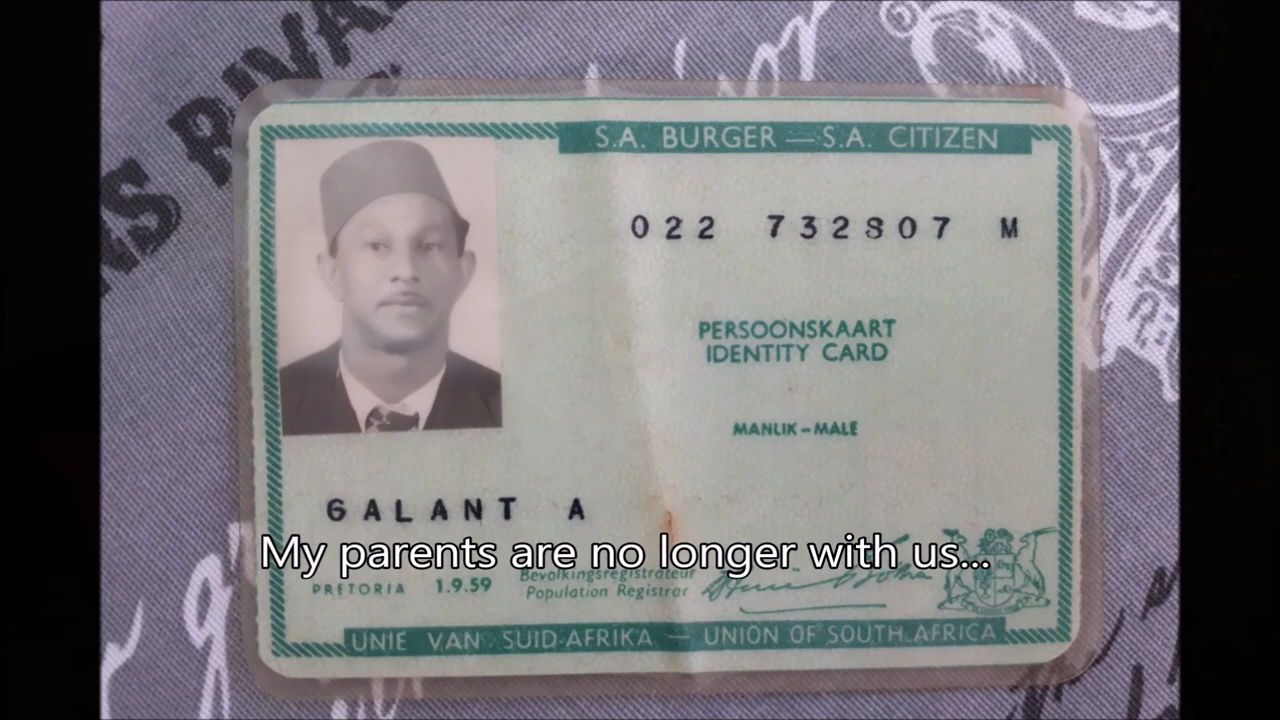 S.A. BURGER — S.A. CITIZEN
022 732807 M
PERSOONSKAART
IDENTITY CARD
MANLIK - MALE
GALANT A
My parents are no longer with us...
PRETORIA 1.9.59
Bevolkingsregistrateur
Population Registrar
UNIE VAN SUID-AFRIKA — UNION OF SOUTH AFRICA